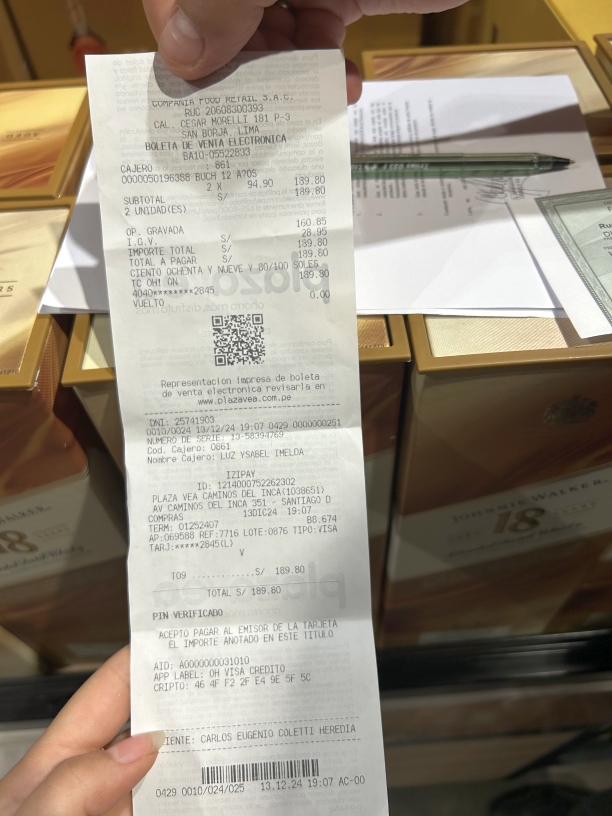 COMPAÑIA FOOD RETAIL S.A.C.
RUC 20608300393
CAL. CESAR MORELLI 181 P-3
SAN BORJA, LIMA
BOLETA DE VENTA ELECTRONICA
BA10-05522833
CAJERO : 861
0000050196388 BUCH 12 A?OS 189.80
2 X 94.90
SUBTOTAL S/ 189.80
2 UNIDAD(ES)
OP. GRAVADA 160.85
I.G.V. S/ 28.95
IMPORTE TOTAL S/ 189.80
TOTAL A PAGAR S/ 189.80
CIENTO OCHENTA Y NUEVE Y 80/100 SOLES
TC OH! GN 189.80
4040********2845
VUELTO 0.00
Representacion impresa de boleta
de venta electronica revisarla en
www.plazavea.com.pe
DNI: 25741903
0010/0024 13/12/24 19:07 0429 0000000251
NUMERO DE SERIE: 13-58394769
Cod. Cajero: 0861
Nombre Cajero: LUZ YSABEL IMELDA
IZIPAY
ID: 1214000752262302
PLAZA VEA CAMINOS DEL INCA(1038651)
AV CAMINOS DEL INCA 351 - SANTIAGO D
COMPRAS 13DIC24 19:07
TERM: 01252407 B8.674
AP:069588 REF:7716 LOTE:0876 TIPO:VISA
TARJ:*****2845(L)
V
T09 .............S/ 189.80
TOTAL S/ 189.80
PIN VERIFICADO
ACEPTO PAGAR AL EMISOR DE LA TARJETA
EL IMPORTE ANOTADO EN ESTE TITULO
AID: A0000000031010
APP LABEL: OH VISA CREDITO
CRIPTO: 46 4F F2 2F E4 9E 5F 5C
IENTE: CARLOS EUGENIO COLETTI HEREDIA
0429 0010/024/025 13.12.24 19:07 AC-00
JOHNNIE WALKER
18
WALKER
18